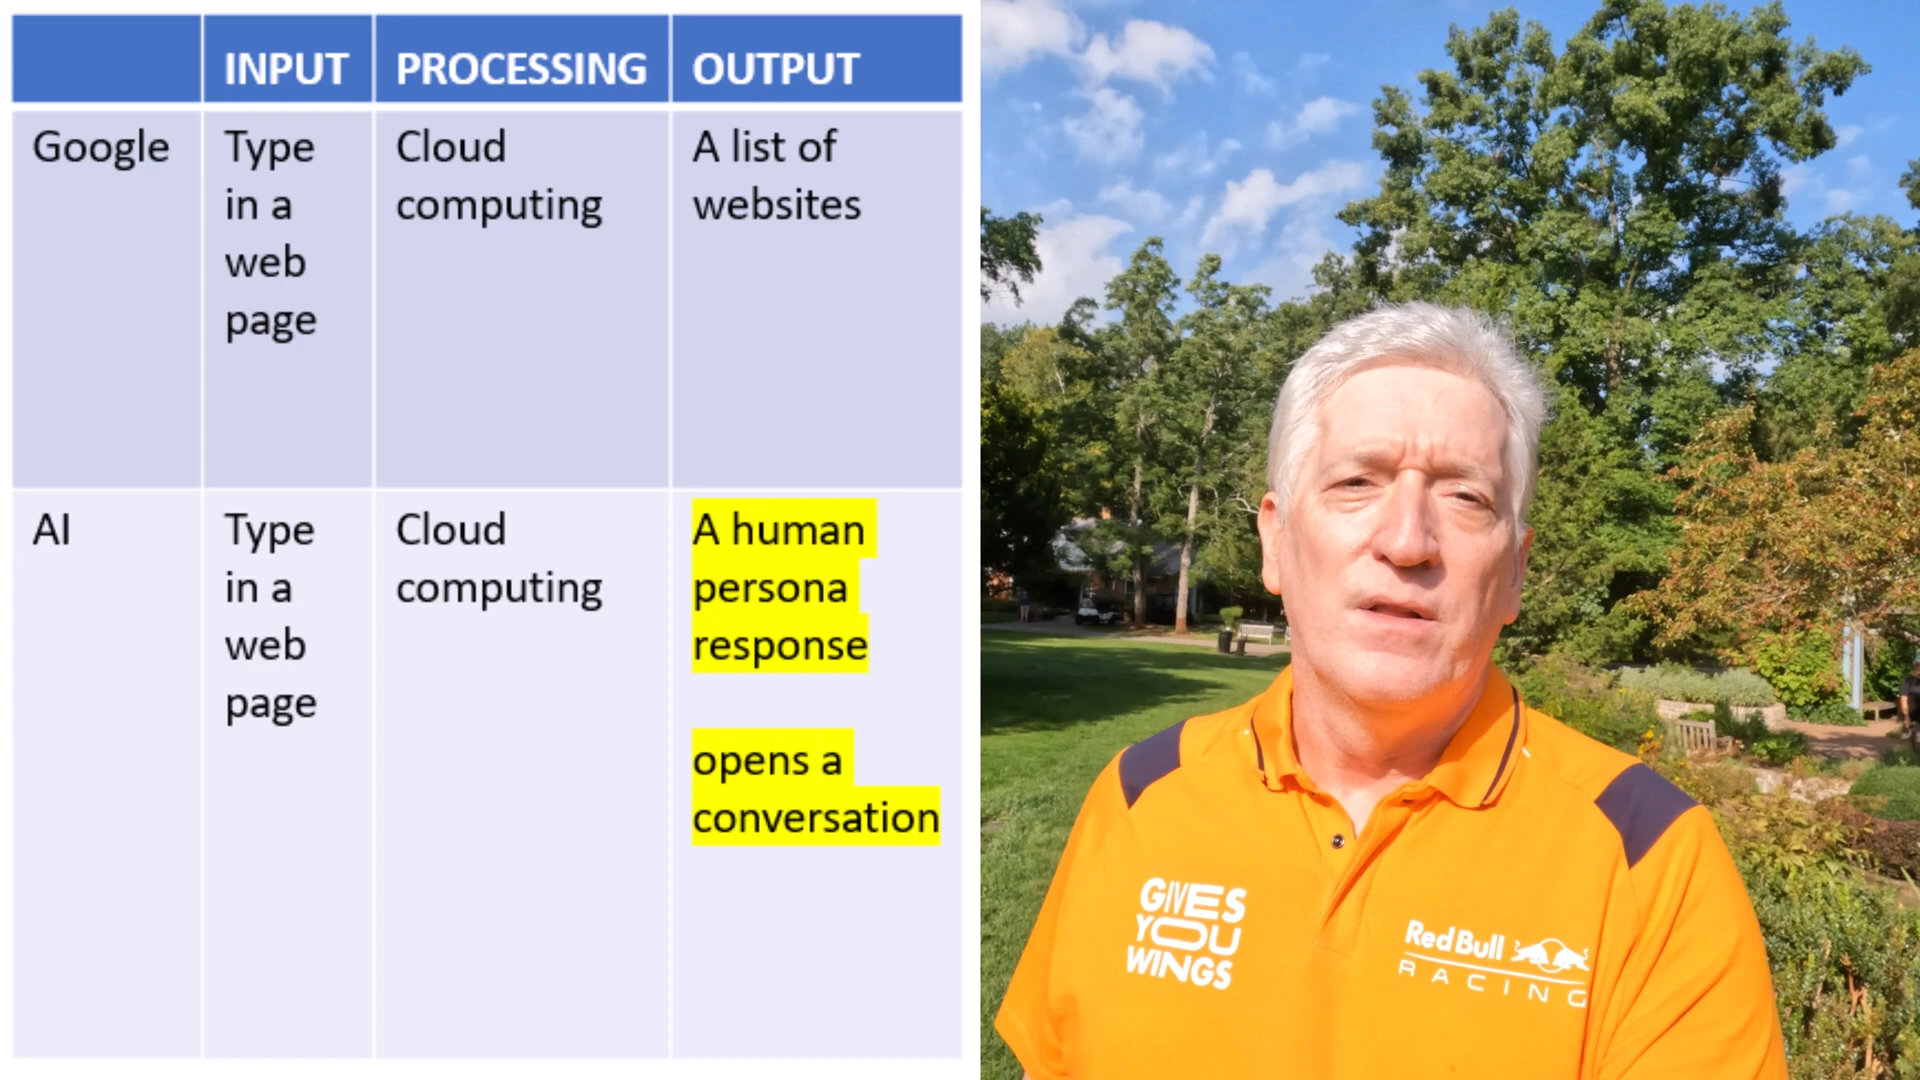 INPUT PROCESSING OUTPUT
Google Type Cloud A list of
in a computing websites
web
page
AI Type Cloud A human
in a computing persona
web response
page
opens a
conversation
GIVES
YOU
WINGS
Red Bull
RACING